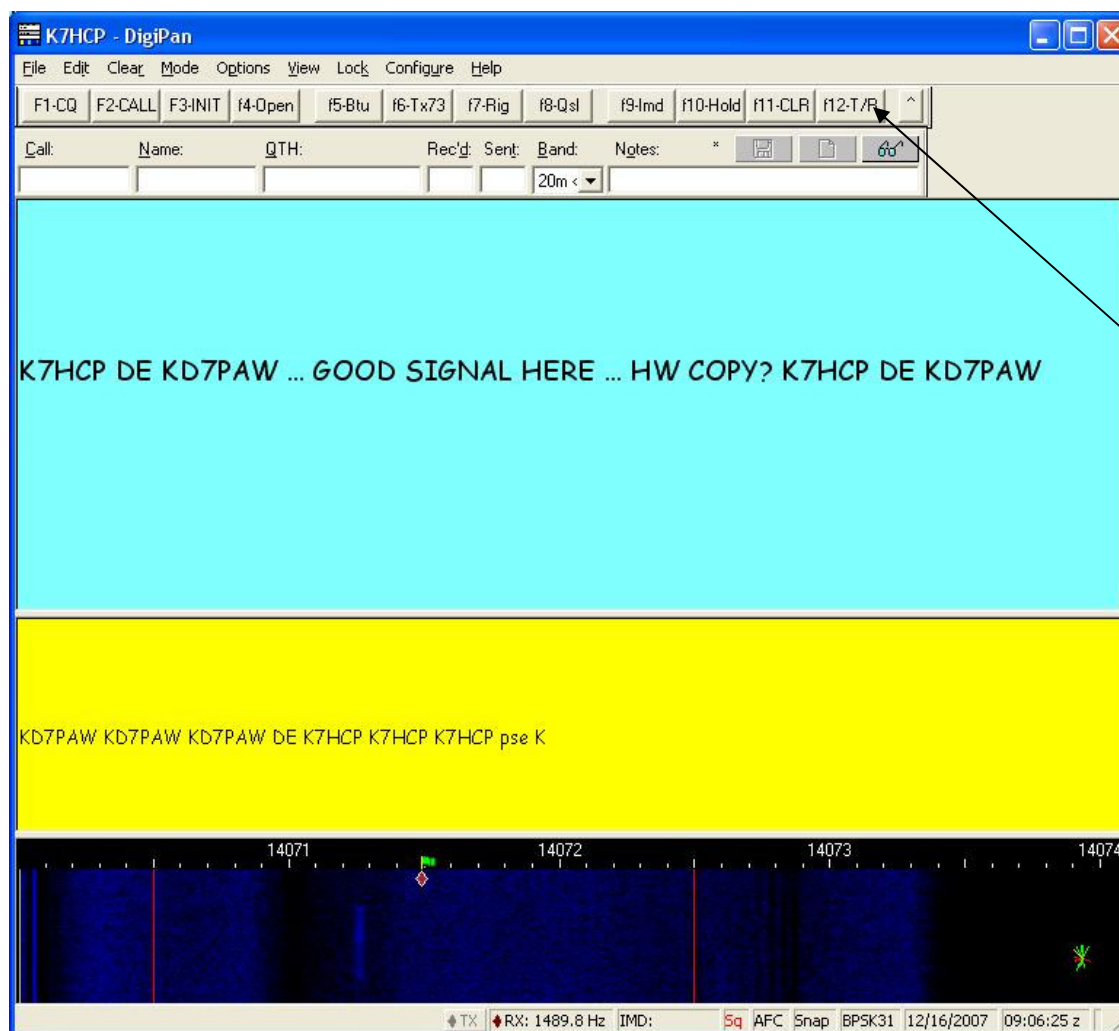 K7HCP - DigiPan
File Edit Clear Mode Options View Lock Configure Help
F1-CQ F2-CALL F3-INIT f4-Open f5-Btu f6-Tx73 f7-Rig f8-Qsl f9-Imd f10-Hold f11-CLR f12-T/R ^
Call: Name: QTH: Rec'd: Sent: Band: Notes: *
20m <
K7HCP DE KD7PAW ... GOOD SIGNAL HERE ... HW COPY? K7HCP DE KD7PAW
KD7PAW KD7PAW KD7PAW DE K7HCP K7HCP K7HCP pse K
14071 14072 14073 14074
TX RX: 1489.8 Hz IMD: Sq AFC Snap BPSK31 12/16/2007 09:06:25 z